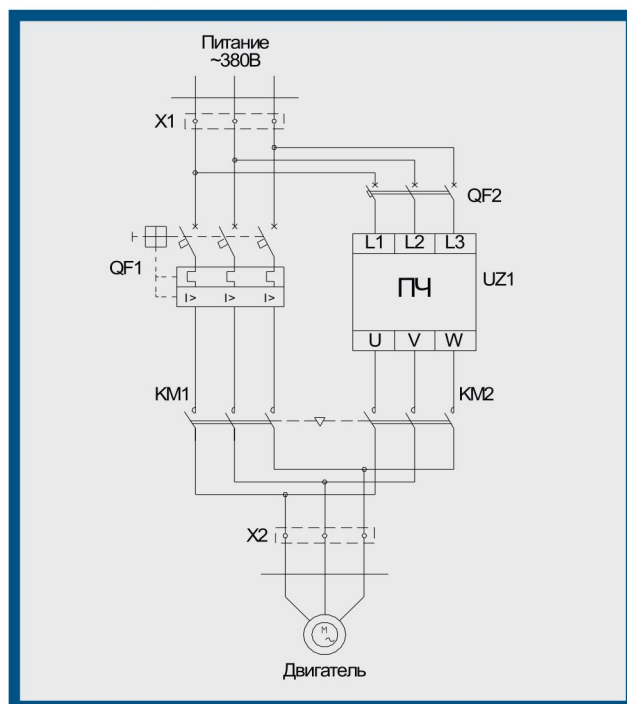 Питание
~380В
X1
QF2
L1 L2 L3
QF1
ПЧ
UZ1
I> I> I>
U V W
KM1
KM2
X2
M
Двигатель